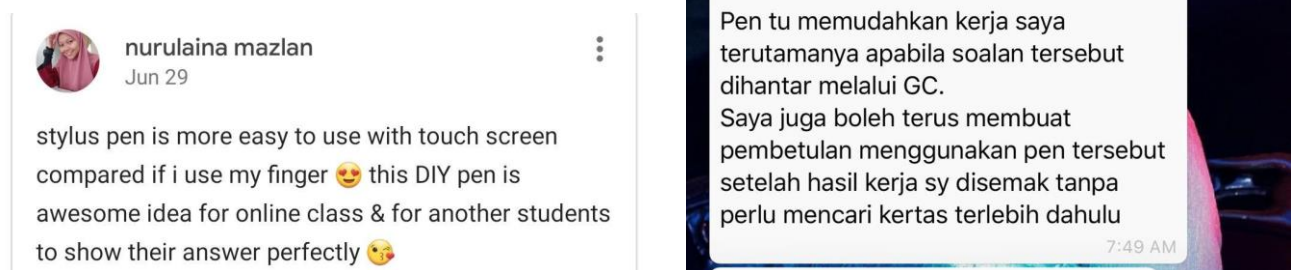 nurulaina mazlan
Jun 29
stylus pen is more easy to use with touch screen
compared if i use my finger 😍 this DIY pen is
awesome idea for online class & for another students
to show their answer perfectly 😘
Pen tu memudahkan kerja saya
terutamanya apabila soalan tersebut
dihantar melalui GC.
Saya juga boleh terus membuat
pembetulan menggunakan pen tersebut
setelah hasil kerja sy disemak tanpa
perlu mencari kertas terlebih dahulu
7:49 AM